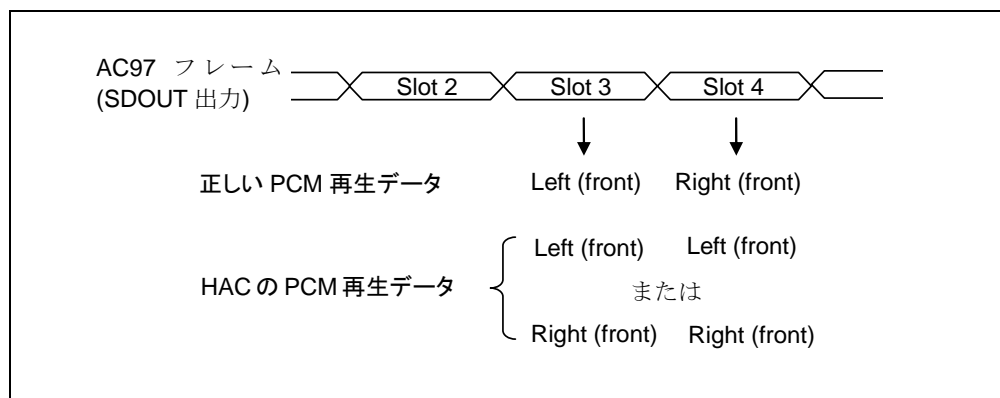 AC97 フレーム
(SDOUT 出力)
Slot 2 Slot 3 Slot 4
正しい PCM 再生データ Left (front) Right (front)
Left (front) Left (front)
HAC の PCM 再生データ
または
Right (front) Right (front)